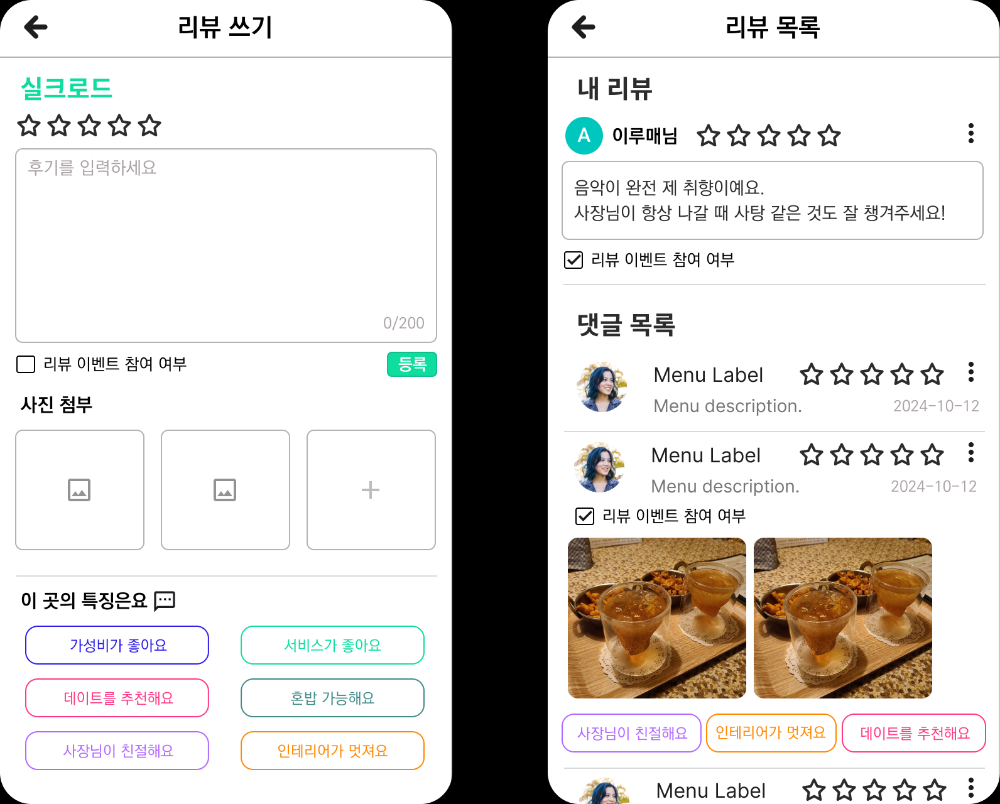 리뷰 쓰기
실크로드
후기를 입력하세요
0/200
리뷰 이벤트 참여 여부
등록
사진 첨부
이 곳의 특징은요
가성비가 좋아요
서비스가 좋아요
데이트를 추천해요
혼밥 가능해요
사장님이 친절해요
인테리어가 멋져요
리뷰 목록
내 리뷰
A 이루매님
음악이 완전 제 취향이예요.
사장님이 항상 나갈 때 사탕 같은 것도 잘 챙겨주세요!
리뷰 이벤트 참여 여부
댓글 목록
Menu Label
Menu description.
2024-10-12
Menu Label
Menu description.
2024-10-12
리뷰 이벤트 참여 여부
사장님이 친절해요
인테리어가 멋져요
데이트를 추천해요
Menu Label